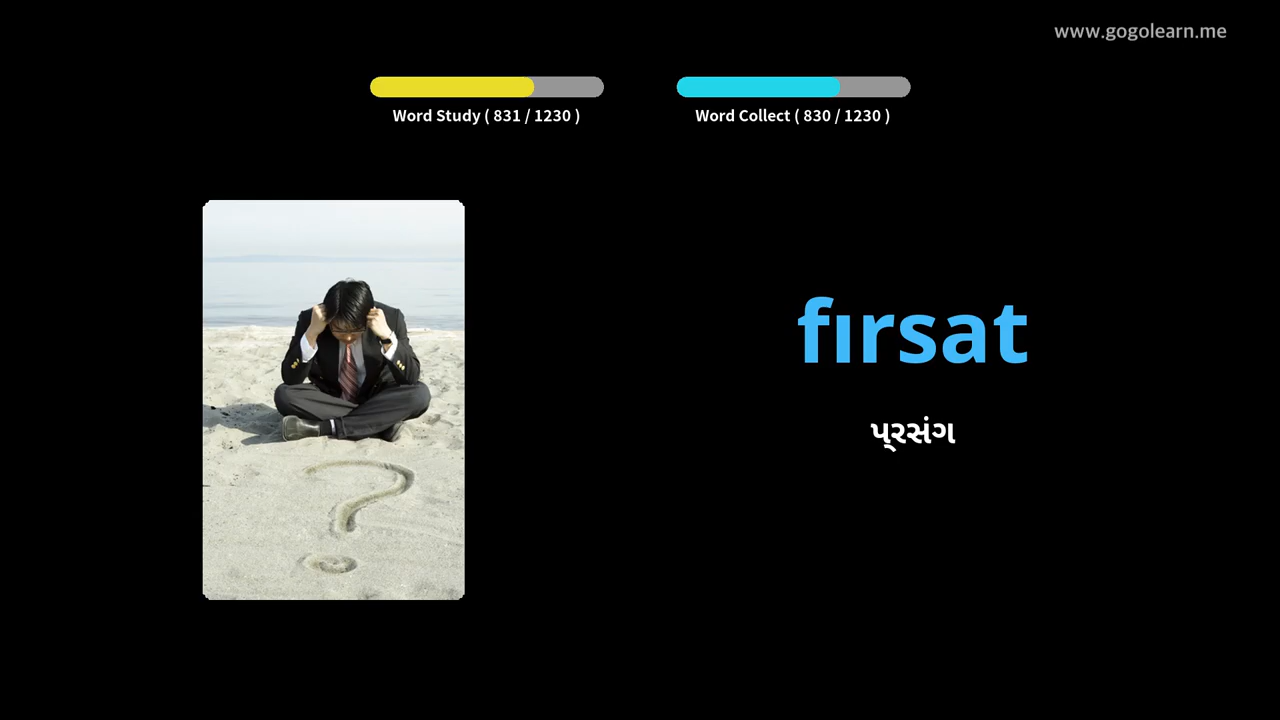 www.gogolearn.me
Word Study ( 831 / 1230 )
Word Collect ( 830 / 1230 )
fırsat
પ્રસંગ